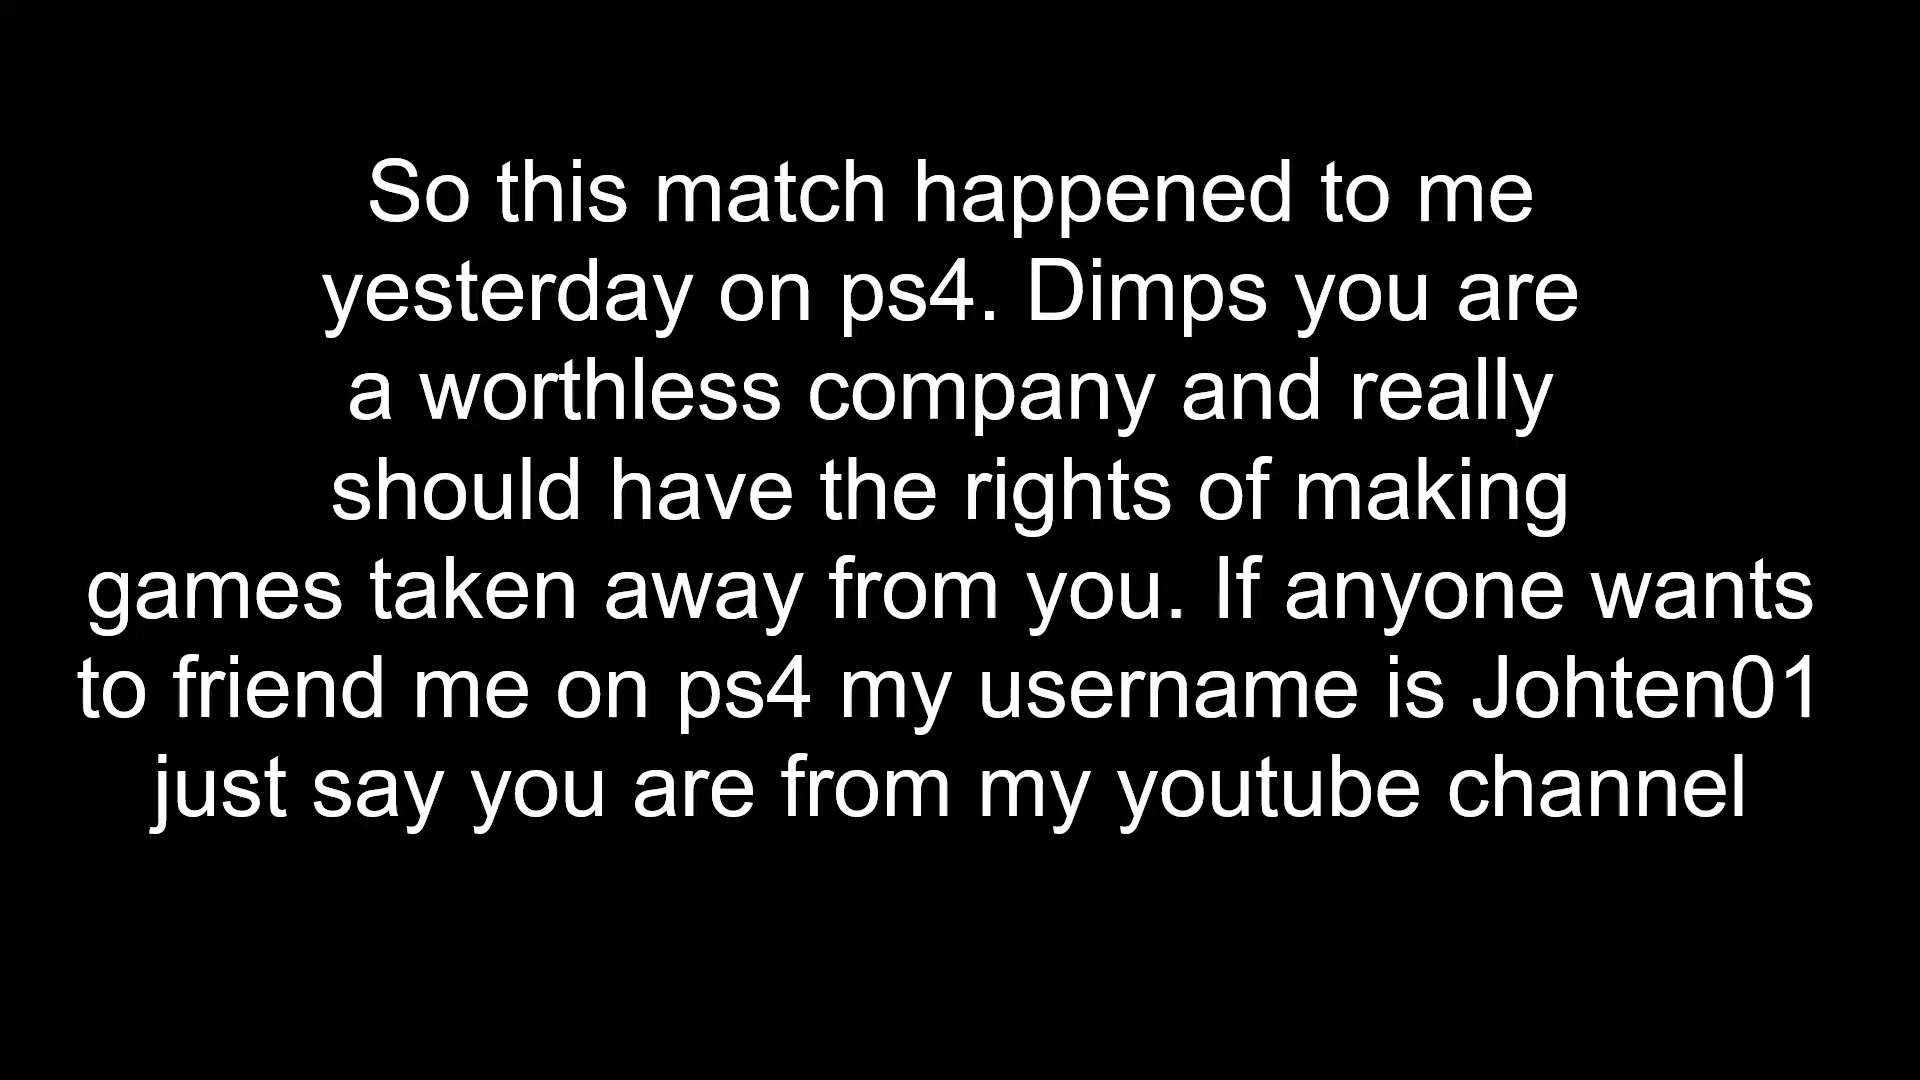 So this match happened to me
yesterday on ps4. Dimps you are
a worthless company and really
should have the rights of making
games taken away from you. If anyone wants
to friend me on ps4 my username is Johten01
just say you are from my youtube channel